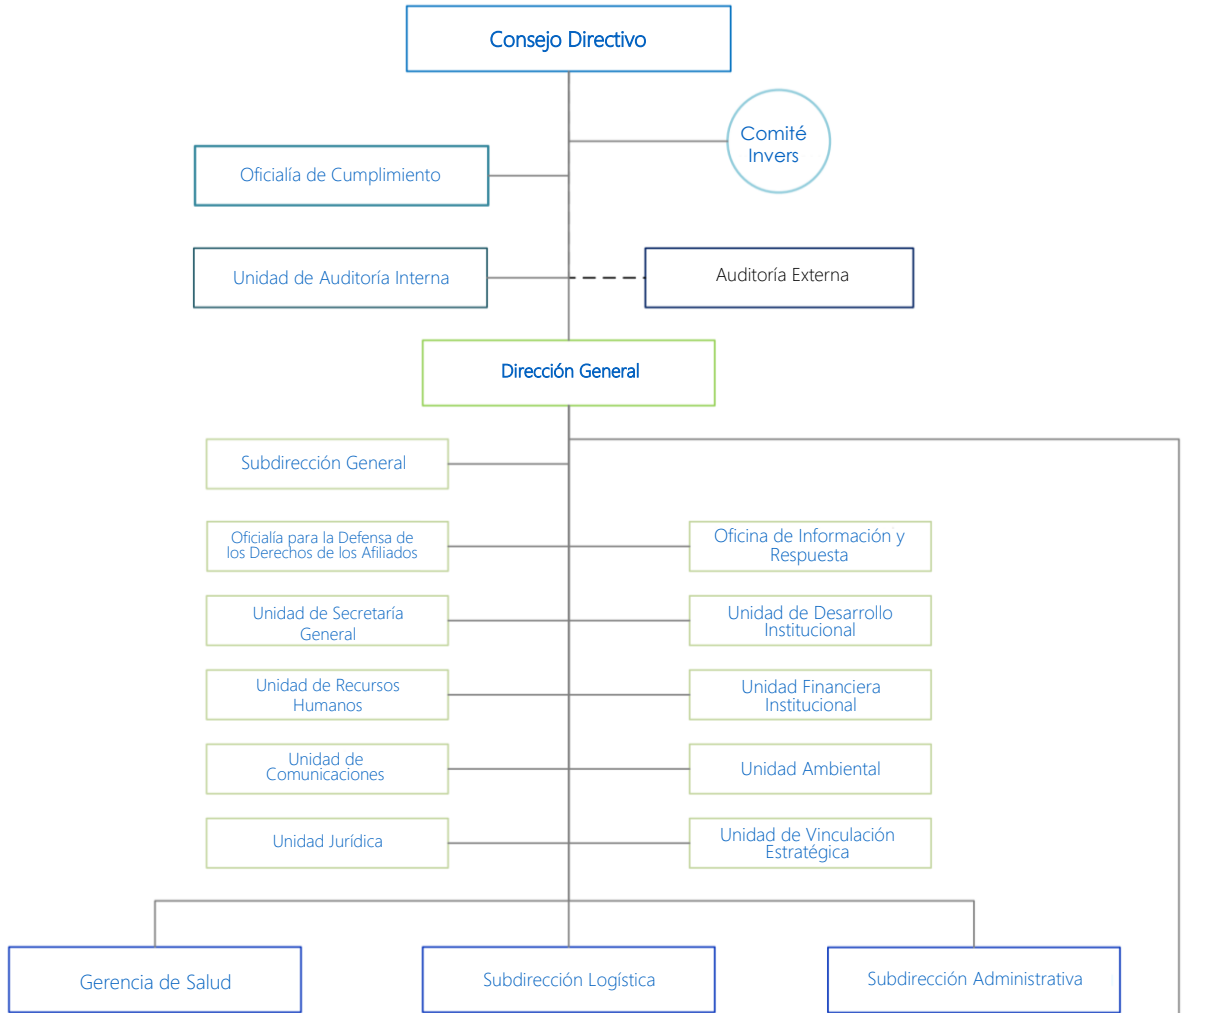 Consejo Directivo
Comité
Invers
Oficialía de Cumplimiento
Unidad de Auditoría Interna
Auditoría Externa
Dirección General
Subdirección General
Oficialía para la Defensa de
los Derechos de los Afiliados
Oficina de Información y
Respuesta
Unidad de Secretaría
General
Unidad de Desarrollo
Institucional
Unidad de Recursos
Humanos
Unidad Financiera
Institucional
Unidad de
Comunicaciones
Unidad Ambiental
Unidad Jurídica
Unidad de Vinculación
Estratégica
Gerencia de Salud
Subdirección Logística
Subdirección Administrativa